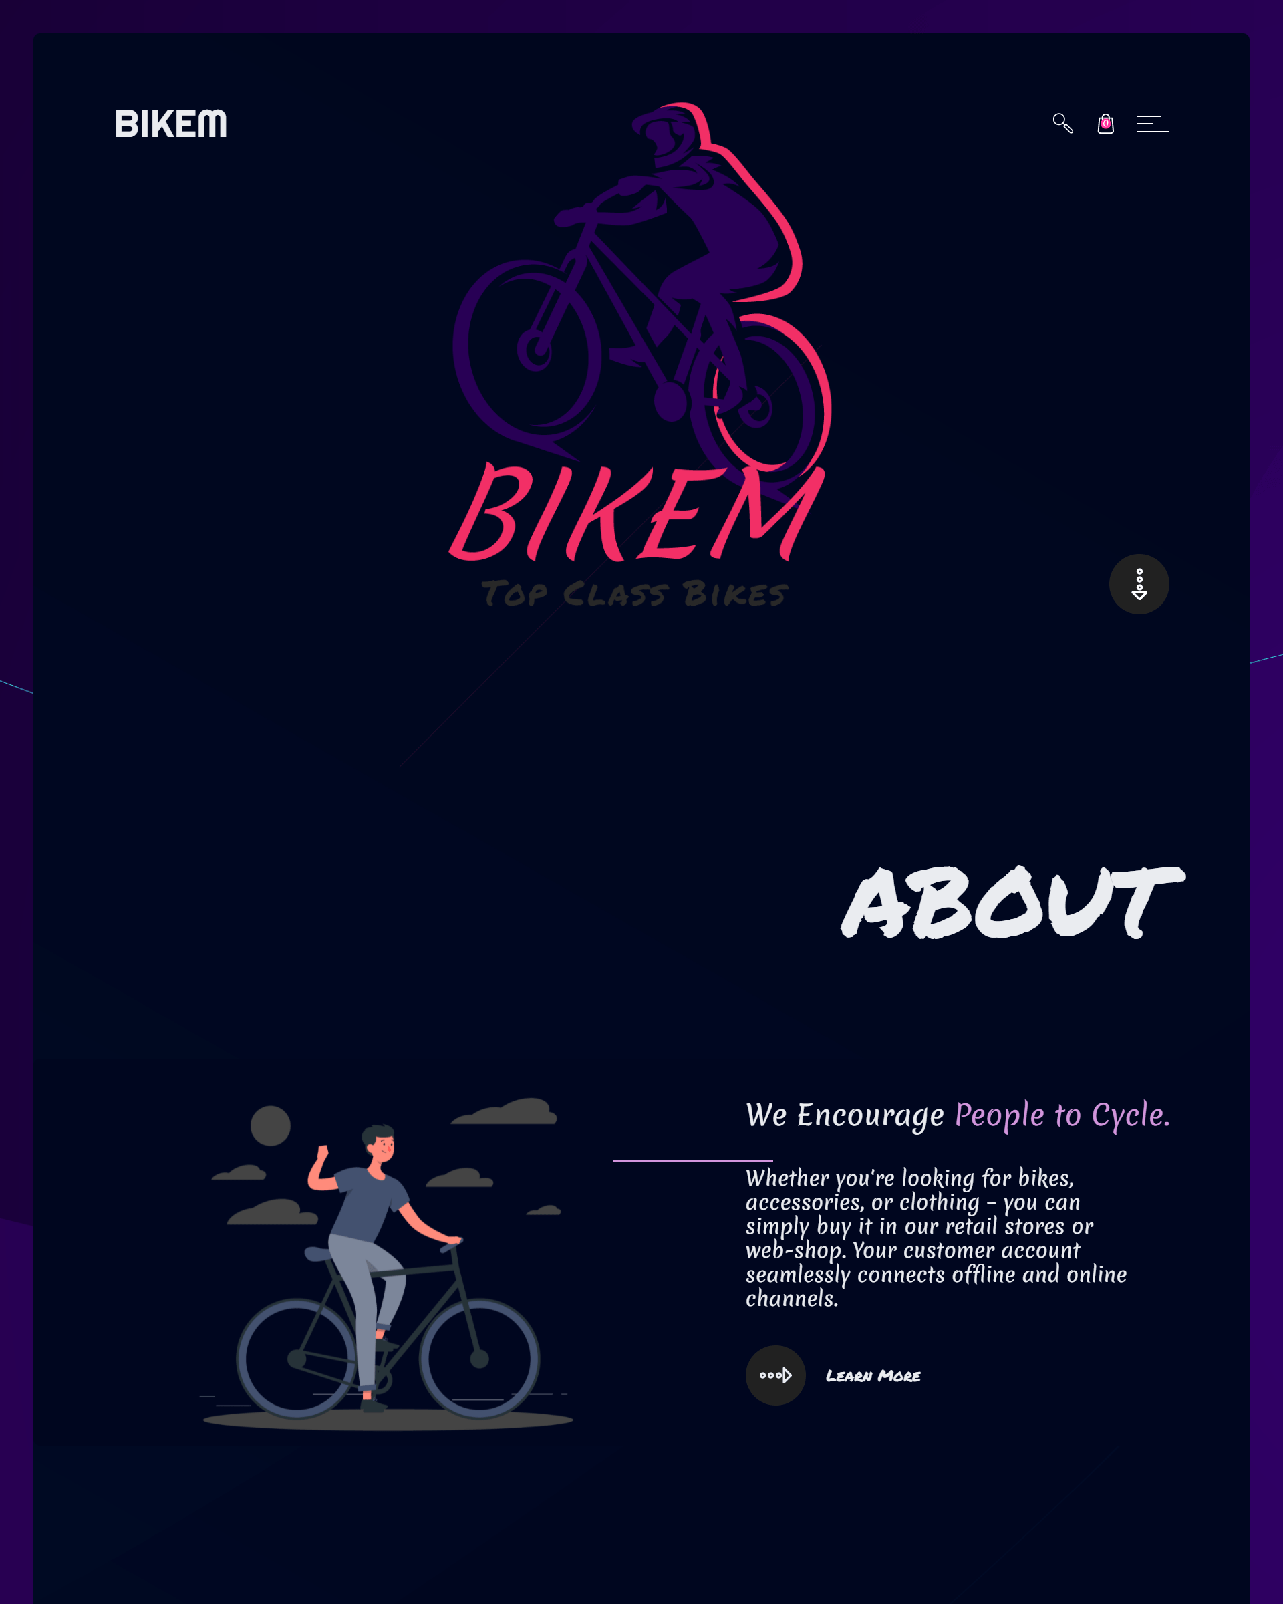 BIKEM
0
BIKEM
Top Class Bikes
ABOUT
We Encourage People to Cycle.
Whether you're looking for bikes,
accessories, or clothing – you can
simply buy it in our retail stores or
web-shop. Your customer account
seamlessly connects offline and online
channels.
Learn More